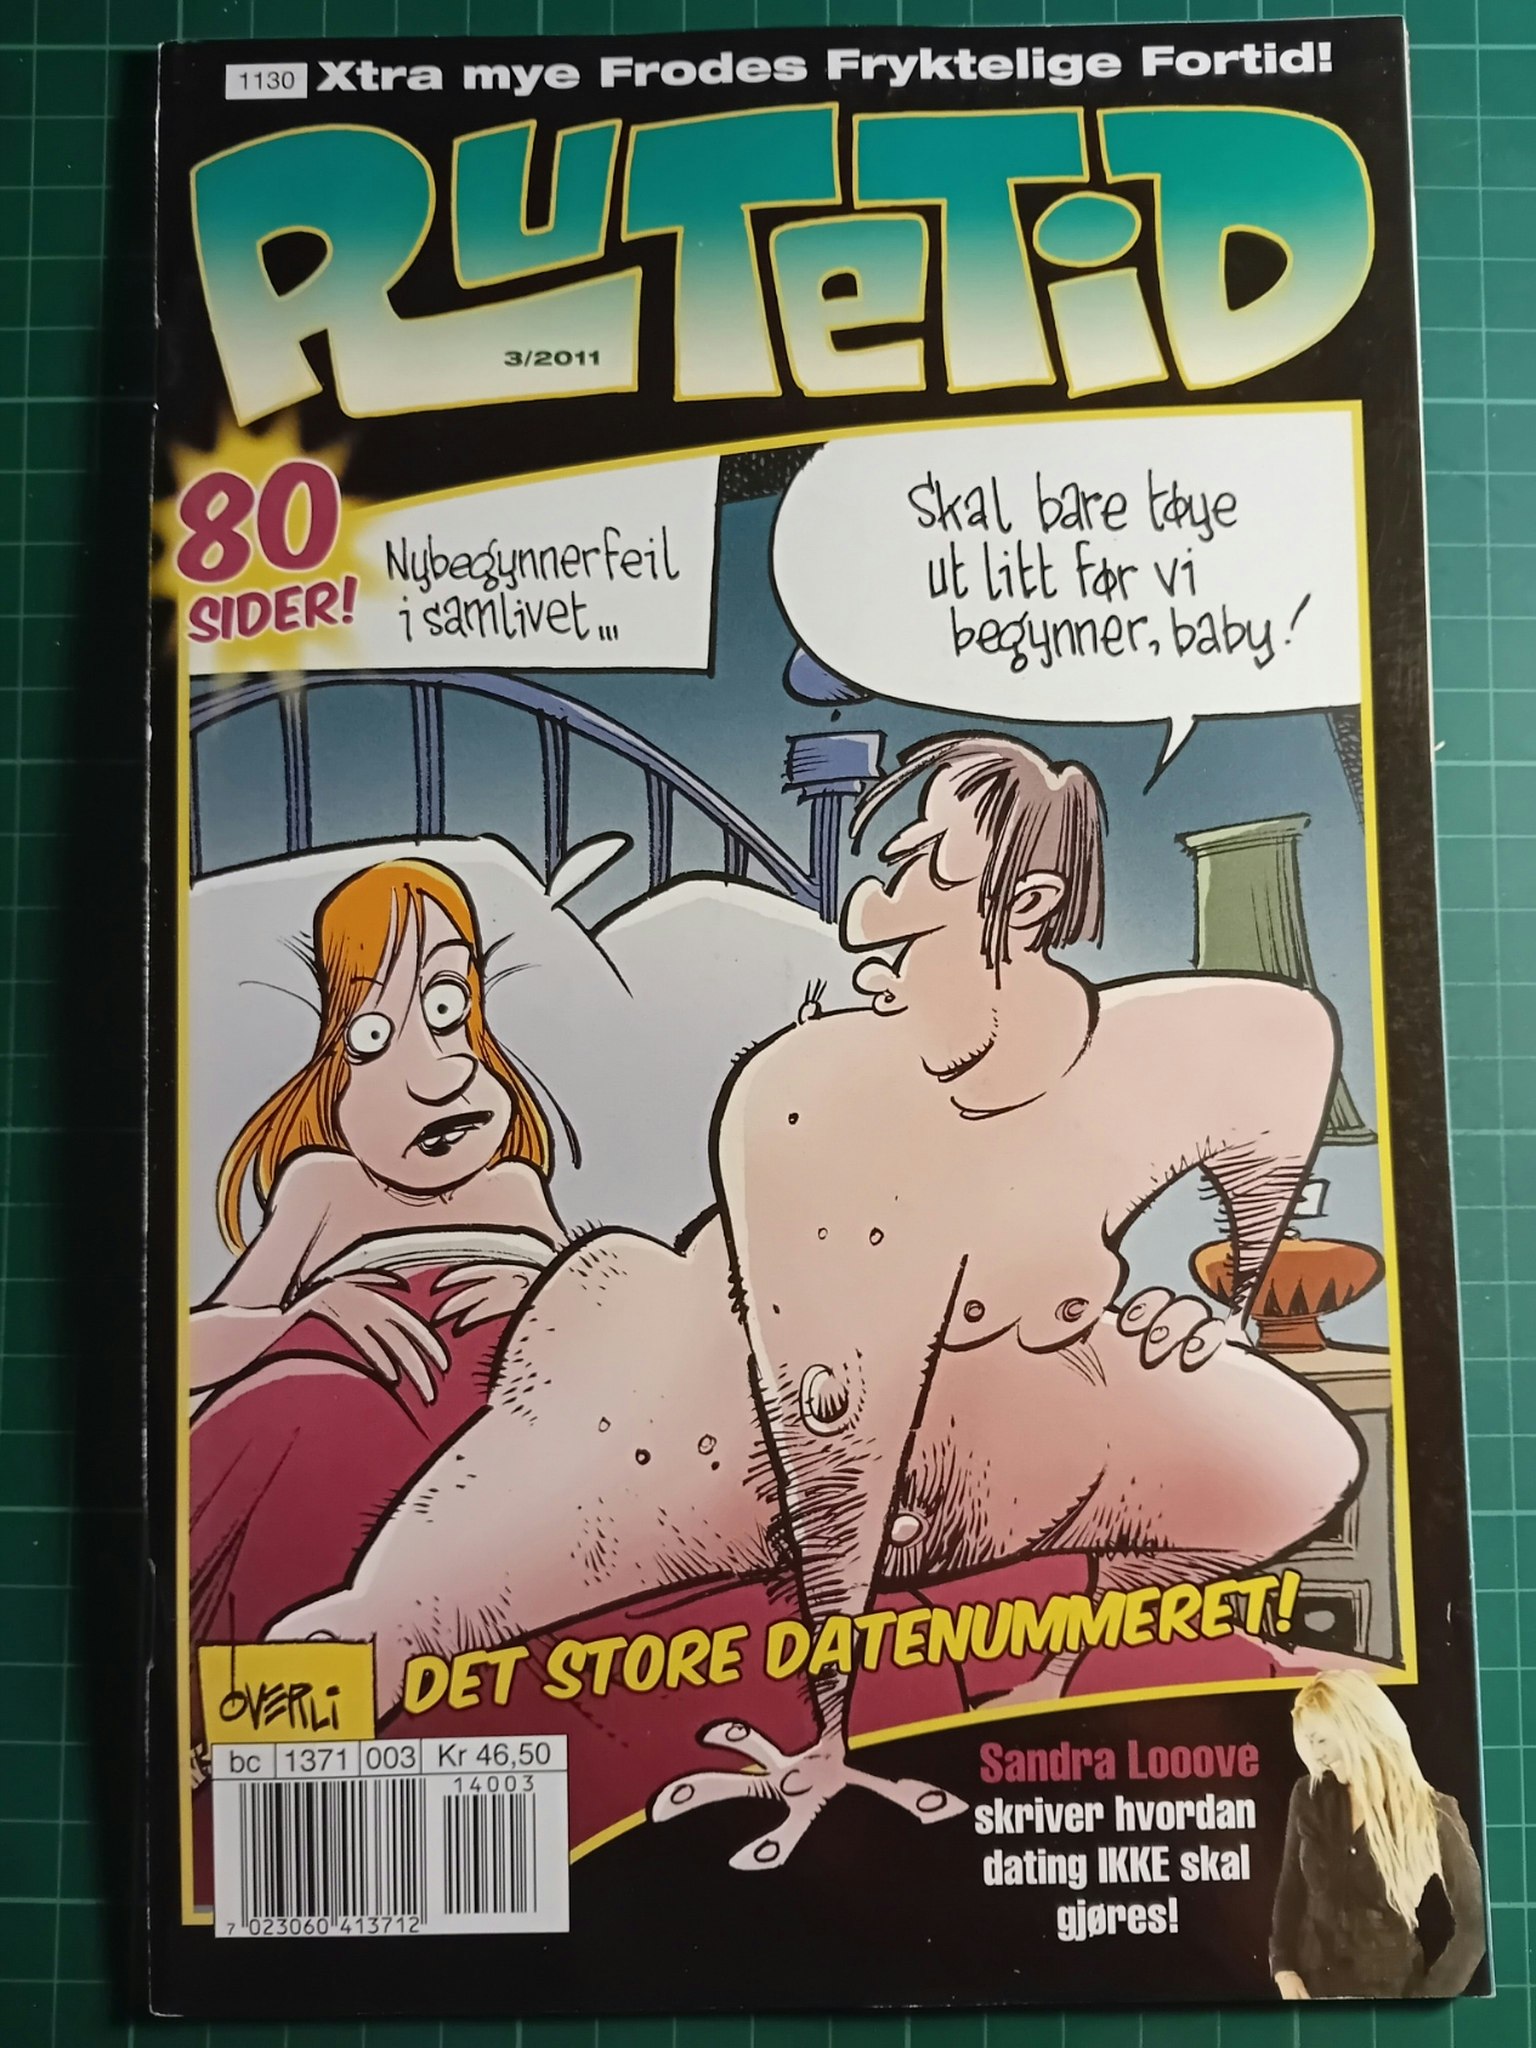 1130 Xtra mye Frodes Fryktelige Fortid!
RUTETID
3/2011
80
SIDER!
Nybegynnerfeil
i samlivet...
Skal bare tøye
ut litt før vi
begynner, baby!
DET STORE DATENUMMERET!
ØVERLI
bc 1371 003 Kr 46,50
14003
7 023060 413712
Sandra Looove
skriver hvordan
dating IKKE skal
gjøres!